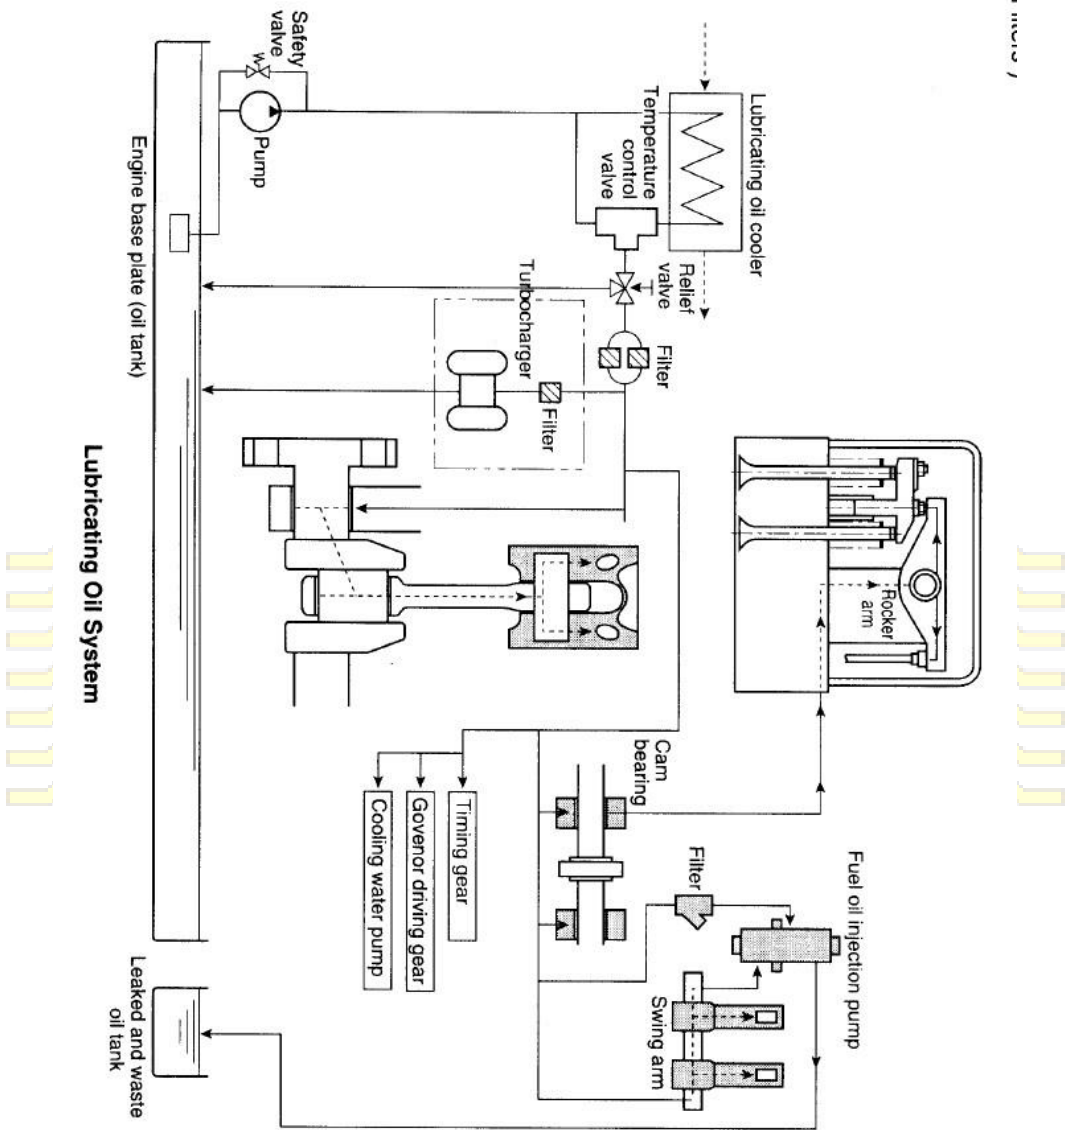 Safety
valve
Pump
Engine base plate (oil tank)
Lubricating oil cooler
Temperature
control
valve
Relief
valve
Filter
Turbocharger
Filter
Rocker
arm
Cam
bearing
Timing gear
Govenor driving gear
Cooling water pump
Filter
Fuel oil injection pump
Swing arm
Leaked and waste
oil tank
Lubricating Oil System